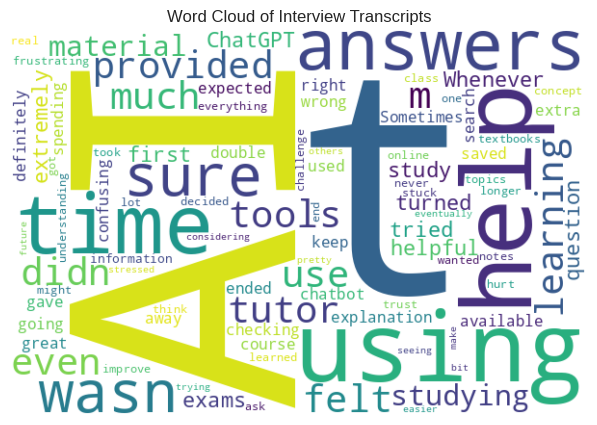 Word Cloud of Interview Transcripts
real
frustrating
material
ChatGPT
answers
provided
much
expected
everything
right
wrong
class
one
Whenever
concept
extra
definitely
extremely
spending
got
took
first
double
used
Sometimes
m
search
saved
textbooks
AI
t
help
learning
question
challenge
others
online
study
never
stuck
topics
longer
understanding
confusing
sure
time
lot
decided
information
considering
tools
end
keep
turned
tried
helpful
eventually
wanted
notes
hurt
future
didn
might
stressed
gave
going
great
even
improve
think
away
trying
wasn
exams
ask
tutor
checking
course
learned
ended
use
pretty
chatbot
explanation
trust
available
using
seeing
make
bit
felt
studying
easier